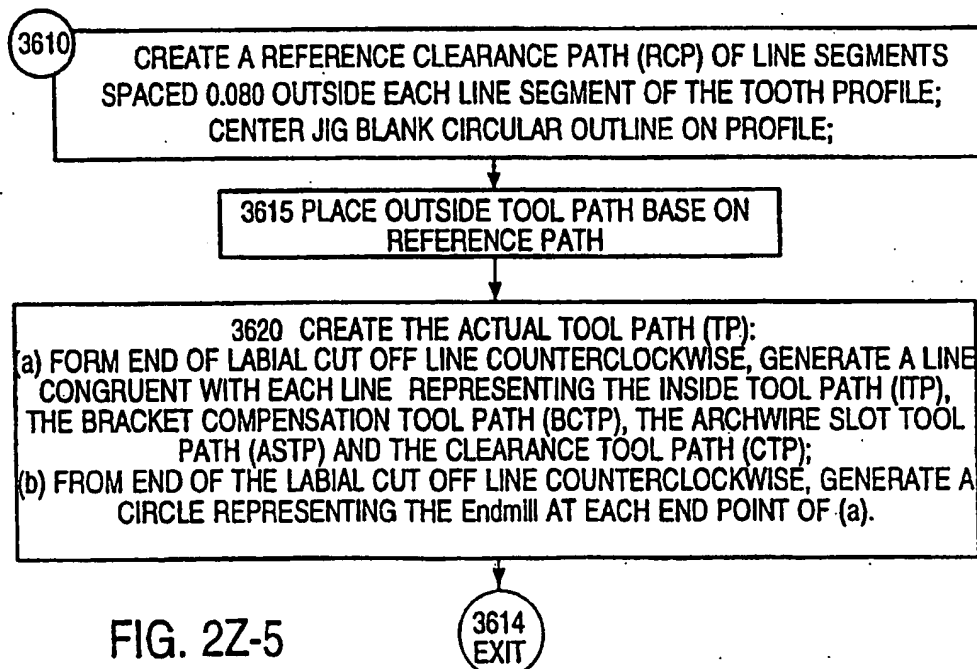 3610
CREATE A REFERENCE CLEARANCE PATH (RCP) OF LINE SEGMENTS
SPACED 0.080 OUTSIDE EACH LINE SEGMENT OF THE TOOTH PROFILE;
CENTER JIG BLANK CIRCULAR OUTLINE ON PROFILE;
3615 PLACE OUTSIDE TOOL PATH BASE ON
REFERENCE PATH
3620 CREATE THE ACTUAL TOOL PATH (TP):
(a) FORM END OF LABIAL CUT OFF LINE COUNTERCLOCKWISE, GENERATE A LINE
CONGRUENT WITH EACH LINE REPRESENTING THE INSIDE TOOL PATH (ITP),
THE BRACKET COMPENSATION TOOL PATH (BCTP), THE ARCHWIRE SLOT TOOL
PATH (ASTP) AND THE CLEARANCE TOOL PATH (CTP);
(b) FROM END OF THE LABIAL CUT OFF LINE COUNTERCLOCKWISE, GENERATE A
CIRCLE REPRESENTING THE Endmill AT EACH END POINT OF (a).
3614
EXIT
FIG. 2Z-5